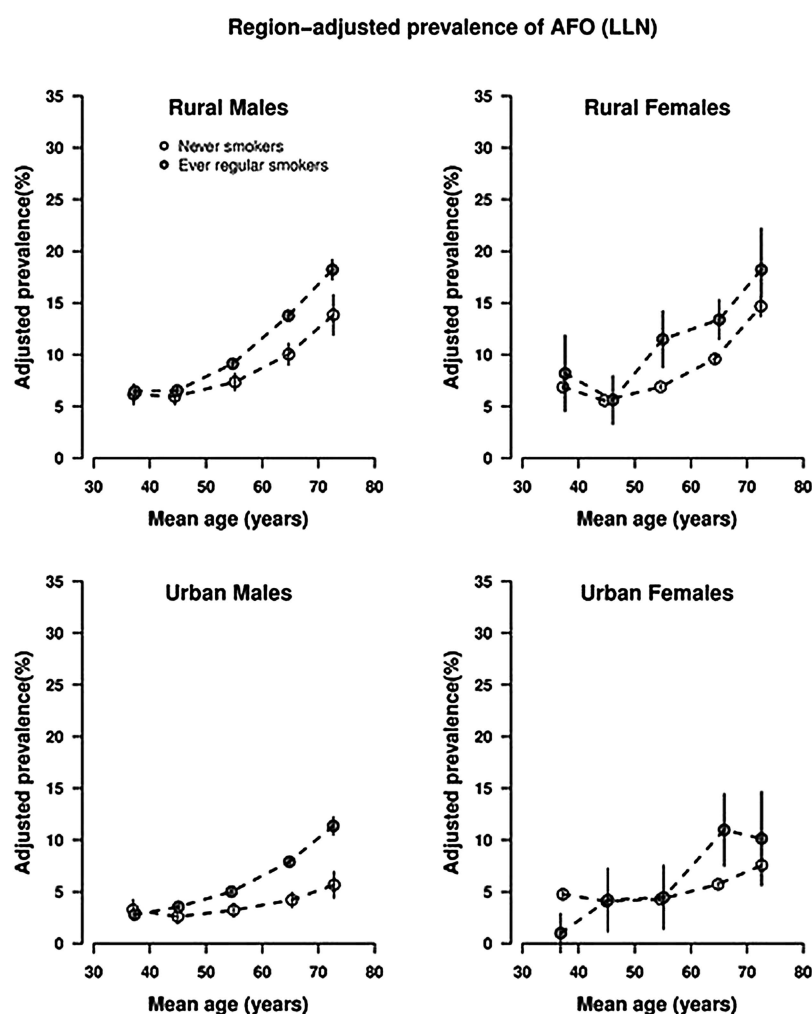 Region-adjusted prevalence of AFO (LLN)
Rural Males
Never smokers
Ever regular smokers
Adjusted prevalence(%)
35
30
25
20
15
10
5
0
30 40 50 60 70 80
Mean age (years)
Rural Females
Adjusted prevalence(%)
35
30
25
20
15
10
5
0
30 40 50 60 70 80
Mean age (years)
Urban Males
Adjusted prevalence(%)
35
30
25
20
15
10
5
0
30 40 50 60 70 80
Mean age (years)
Urban Females
Adjusted prevalence(%)
35
30
25
20
15
10
5
0
30 40 50 60 70 80
Mean age (years)